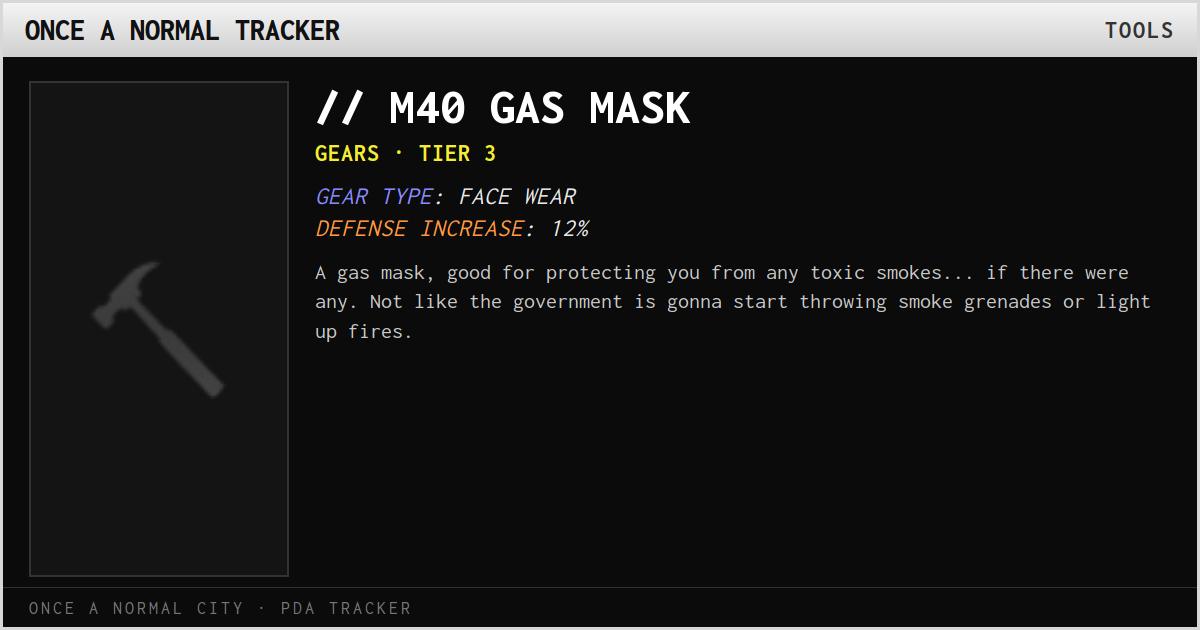 ONCE A NORMAL TRACKER
TOOLS
// M40 GAS MASK
GEARS · TIER 3
GEAR TYPE: FACE WEAR
DEFENSE INCREASE: 12%
A gas mask, good for protecting you from any toxic smokes... if there were
any. Not like the government is gonna start throwing smoke grenades or light
up fires.
ONCE A NORMAL CITY · PDA TRACKER